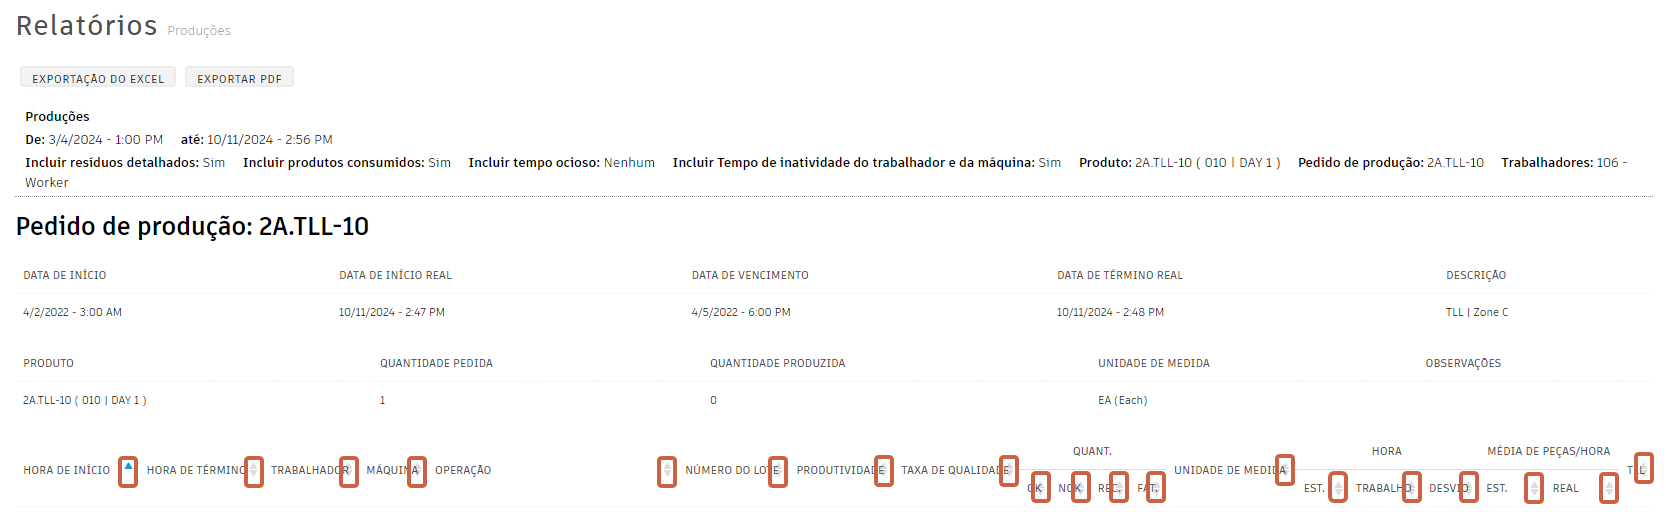 Relatórios Produções
EXPORTAÇÃO DO EXCEL EXPORTAR PDF
Produções
De: 3/4/2024 - 1:00 PM até: 10/11/2024 - 2:56 PM
Incluir resíduos detalhados: Sim Incluir produtos consumidos: Sim Incluir tempo ocioso: Nenhum Incluir Tempo de inatividade do trabalhador e da máquina: Sim Produto: 2A.TLL-10 ( 010 | DAY 1 ) Pedido de produção: 2A.TLL-10 Trabalhadores: 106 -
Worker
Pedido de produção: 2A.TLL-10
DATA DE INÍCIO DATA DE INÍCIO REAL DATA DE VENCIMENTO DATA DE TÉRMINO REAL DESCRIÇÃO
4/2/2022 - 3:00 AM 10/11/2024 - 2:47 PM 4/5/2022 - 6:00 PM 10/11/2024 - 2:48 PM TLL | Zone C
PRODUTO QUANTIDADE PEDIDA QUANTIDADE PRODUZIDA UNIDADE DE MEDIDA OBSERVAÇÕES
2A.TLL-10 ( 010 | DAY 1 ) 1 0 EA (Each)
QUANT. HORA MÉDIA DE PEÇAS/HORA
HORA DE INÍCIO HORA DE TÉRMINO TRABALHADOR MÁQUINA OPERAÇÃO NÚMERO DO LOTE PRODUTIVIDADE TAXA DE QUALIDADE UNIDADE DE MEDIDA TLL
OK NOK REC. FAT. EST. TRABALHO DESVIO EST. REAL